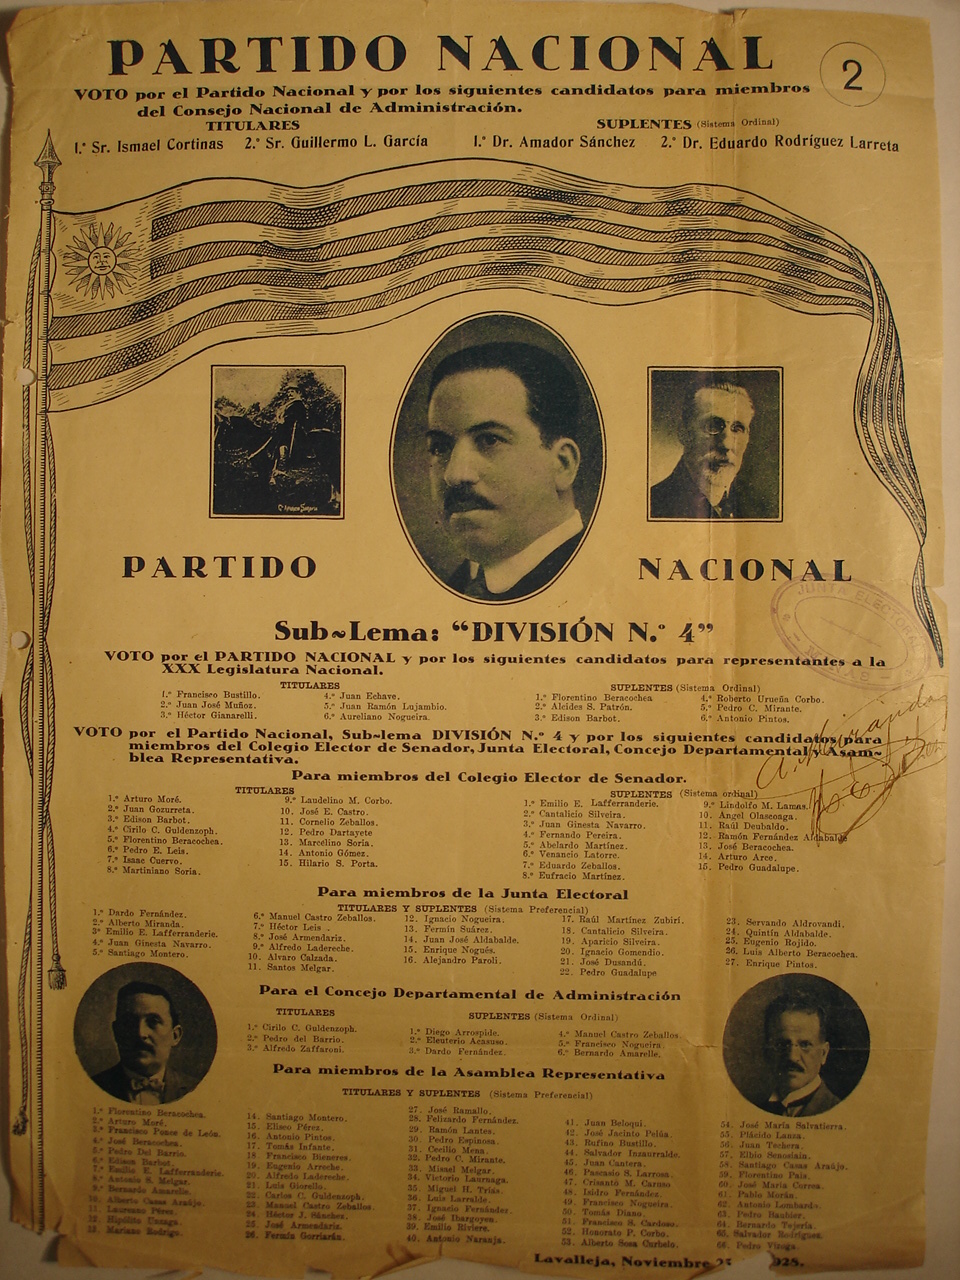 PARTIDO NACIONAL
2
VOTO por el Partido Nacional y por los siguientes candidatos para miembros
del Consejo Nacional de Administración.
TITULARES
SUPLENTES (Sistema Ordinal)
1.º Sr. Ismael Cortinas 2.º Sr. Guillermo L. García
1.º Dr. Amador Sánchez 2.º Dr. Eduardo Rodríguez Larreta
PARTIDO
NACIONAL
JUNTA ELECTORAL
Sub~Lema: “DIVISIÓN N.º 4”
VOTO por el PARTIDO NACIONAL y por los siguientes candidatos para representantes a la
XXX Legislatura Nacional.
TITULARES
1.º Francisco Bustillo.
2.º Juan José Muñoz.
3.º Héctor Gianarelli.
4.º Juan Echave.
5.º Juan Ramón Lujambio.
6.º Aureliano Nogueira.
SUPLENTES (Sistema Ordinal)
1.º Florentino Beracochea
2.º Alcides S. Patrón.
3.º Edison Barbot.
4.º Roberto Urueña Corbo.
5.º Pedro C. Mirante.
6.º Antonio Pintos.
VOTO por el Partido Nacional, Sub-lema DIVISIÓN N.º 4 y por los siguientes candidatos para
miembros del Colegio Elector de Senador, Junta Electoral, Concejo Departamental y Asam~
blea Representativa.
Para miembros del Colegio Elector de Senador.
TITULARES
1.º Arturo Moré.
2.º Juan Gozurreta.
3.º Edison Barbot.
4.º Cirilo C. Guldenzoph.
5.º Florentino Beracochea.
6.º Pedro E. Leis.
7.º Isaac Cuervo.
8.º Martiniano Soria.
9.º Laudelino M. Corbo.
10. José E. Castro.
11. Cornelio Zeballos.
12. Pedro Dartayete
13. Marcelino Soria.
14. Antonio Gómez.
15. Hilario S. Porta.
SUPLENTES (Sistema ordinal)
1.º Emilio E. Lafferranderie.
2.º Cantalicio Silveira.
3.º Juan Ginesta Navarro.
4.º Fernando Pereira.
5.º Abelardo Martínez.
6.º Venancio Latorre.
7.º Eduardo Zeballos.
8.º Eufracio Martínez.
9.º Lindolfo M. Lamas.
10. Ángel Olascoaga.
11. Raúl Deubaldo.
12. Ramón Fernández Aldabalde
13. José Beracochea.
14. Arturo Arce.
15. Pedro Guadalupe.
Para miembros de la Junta Electoral
TITULARES Y SUPLENTES (Sistema Preferencial)
1.º Dardo Fernández.
2.º Alberto Miranda.
3º Emilio E. Lafferranderie.
4.º Juan Ginesta Navarro.
5.º Santiago Montero.
6.º Manuel Castro Zeballos.
7.º Héctor Leis .
8.º José Armendariz.
9.º Alfredo Ladereche.
10. Alvaro Calzada.
11. Santos Melgar.
12. Ignacio Nogueira.
13. Fermín Suárez.
14. Juan José Aldabalde.
15. Enrique Nogués.
16. Alejandro Paroli.
17. Raúl Martínez Zubirí.
18. Cantalicio Silveira.
19. Aparicio Silveira.
20. Ignacio Gomendio.
21. José Dusandú.
22. Pedro Guadalupe
23. Servando Aldrovandi.
24. Quintín Aldabalde.
25. Eugenio Rojido.
26. Luis Alberto Beracochea.
27. Enrique Pintos.
Para el Concejo Departamental de Administración
TITULARES
1.º Cirilo C. Guldenzoph.
2.º Pedro del Barrio.
3.º Alfredo Zaffaroni.
SUPLENTES (Sistema Ordinal)
1.º Diego Arrospide.
2.º Eleuterio Acasuso.
3.º Dardo Fernández.
4.º Manuel Castro Zeballos
5.º Francisco Nogueira.
6.º Bernardo Amarelle.
Para miembros de la Asamblea Representativa
TITULARES Y SUPLENTES (Sistema Preferencial)
1.º Florentino Beracochea.
2.º Arturo Moré.
3.º Francisco Ponce de León.
4.º José Beracochea.
5.º Pedro Del Barrio.
6.º Edison Barbot.
7.º Emilio E. Lafferranderie
8.º Antonio S. Melgar.
9.º Bernardo Amarelle.
10. Alberto Casas Araújo.
11. Laureano Pérez.
12. Hipólito Uzcaga.
13. Mariano Rodrigo.
14. Santiago Montero.
15. Eliseo Pérez.
16. Antonio Pintos.
17. Tomás Infante.
18. Francisco Bieneres.
19. Eugenio Arreche.
20. Alfredo Ladereche.
21. Luis Giorello.
22. Carlos C. Guldenzoph.
23. Manuel Castro Zeballos
24. Héctor J. Sánchez.
25. José Armendariz.
26. Fermín Gorriarán.
27. José Ramallo.
28. Felizardo Fernández.
29. Ramón Lantes.
30. Pedro Espinosa.
31. Cecilio Mena.
32. Pedro C. Mirante.
33. Misael Melgar.
34. Victorio Laurnaga.
35. Miguel H. Trías.
36. Luis Larralde.
37. Ignacio Fernández.
38. José Ibargoyen.
39. Emilio Riviere.
40. Antonio Naranja.
41. Juan Beloqui.
42. José Jacinto Pelúa.
43. Rufino Bustillo.
44. Salvador Inzaurralde.
45. Juan Cantera.
46. Pascasio S. Larrosa.
47. Crisanto M. Caruso
48. Isidro Fernández.
49. Francisco Nogueira.
50. Tomás Diano.
51. Francisco S. Cardoso.
52. Honorato P. Corbo.
53. Alberto Sosa Curbelo.
54. José María Salvatierra.
55. Plácido Lanza.
56. Juan Techera.
57. Elbio Senosiain.
58. Santiago Casas Araújo.
59. Florentino Pais.
60. José María Correa.
61. Pablo Morán.
62. Antonio Lombardo.
63. Pedro Bauhier.
64. Bernardo Tejería.
65. Salvador Rodríguez.
66. Pedro Vizoga.
Lavalleja, Noviembre 2 928.